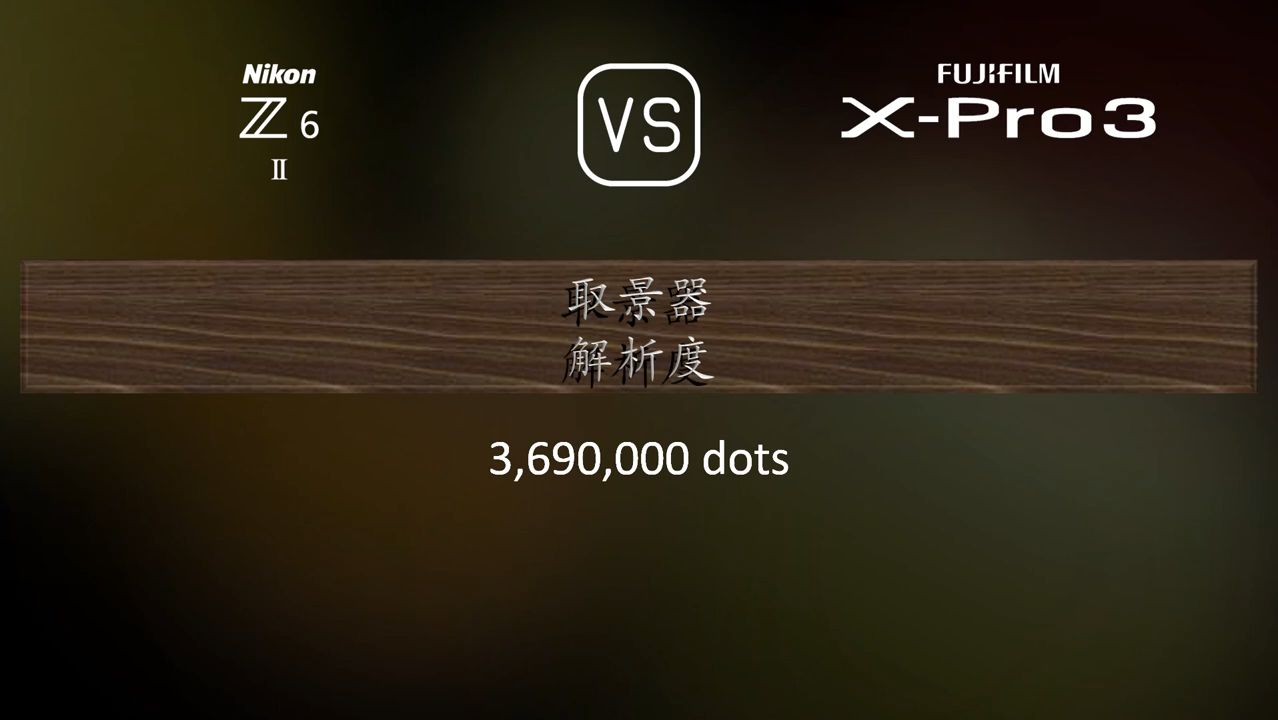 Nikon
Z 6
II
VS
FUJIFILM
X-Pro3
取景器
解析度
3,690,000 dots